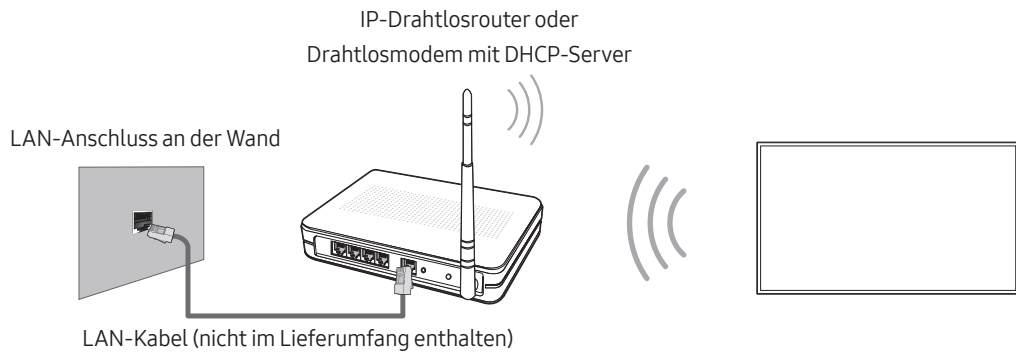 IP-Drahtlosrouter oder
Drahtlosmodem mit DHCP-Server
LAN-Anschluss an der Wand
LAN-Kabel (nicht im Lieferumfang enthalten)